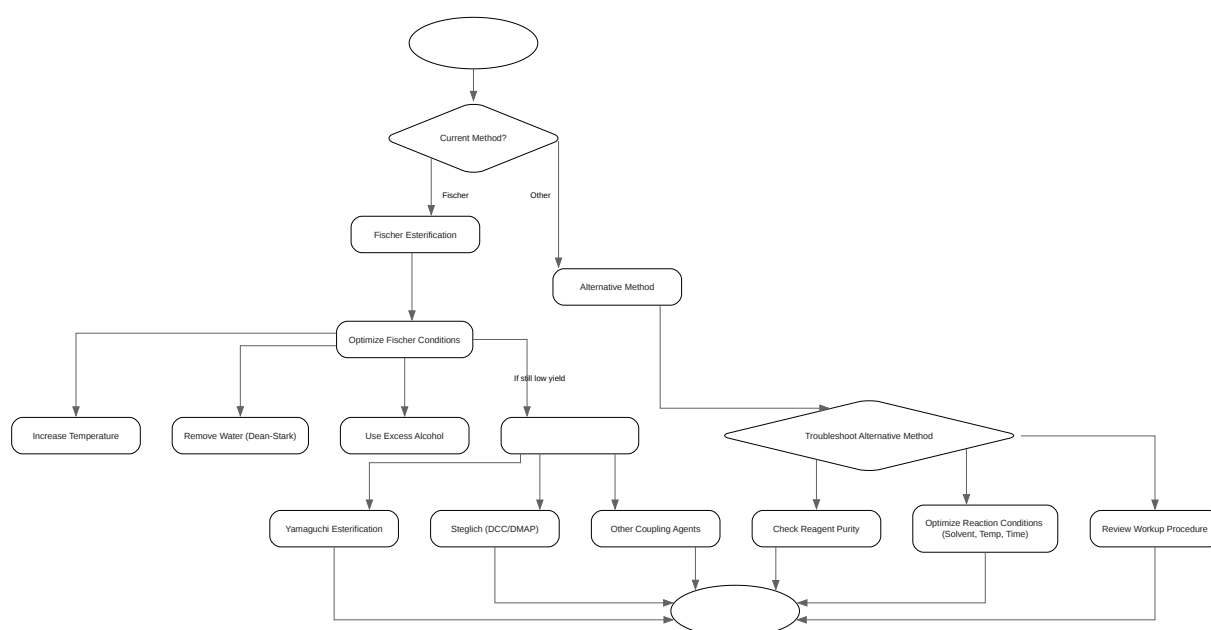 Current Method?
Fischer
Other
Fischer Esterification
Alternative Method
Optimize Fischer Conditions
If still low yield
Increase Temperature
Remove Water (Dean-Stark)
Use Excess Alcohol
Troubleshoot Alternative Method
Yamaguchi Esterification
Steglich (DCC/DMAP)
Other Coupling Agents
Check Reagent Purity
Optimize Reaction Conditions
(Solvent, Temp, Time)
Review Workup Procedure